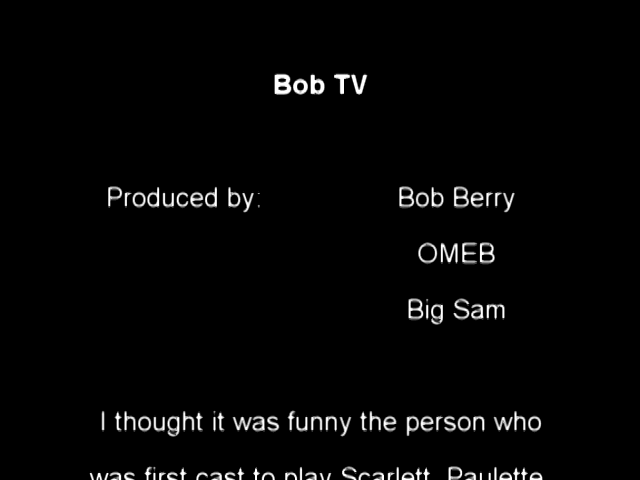 Bob TV
Produced by: Bob Berry
OMEB
Big Sam
I thought it was funny the person who
was first cast to play Scarlett, Paulette